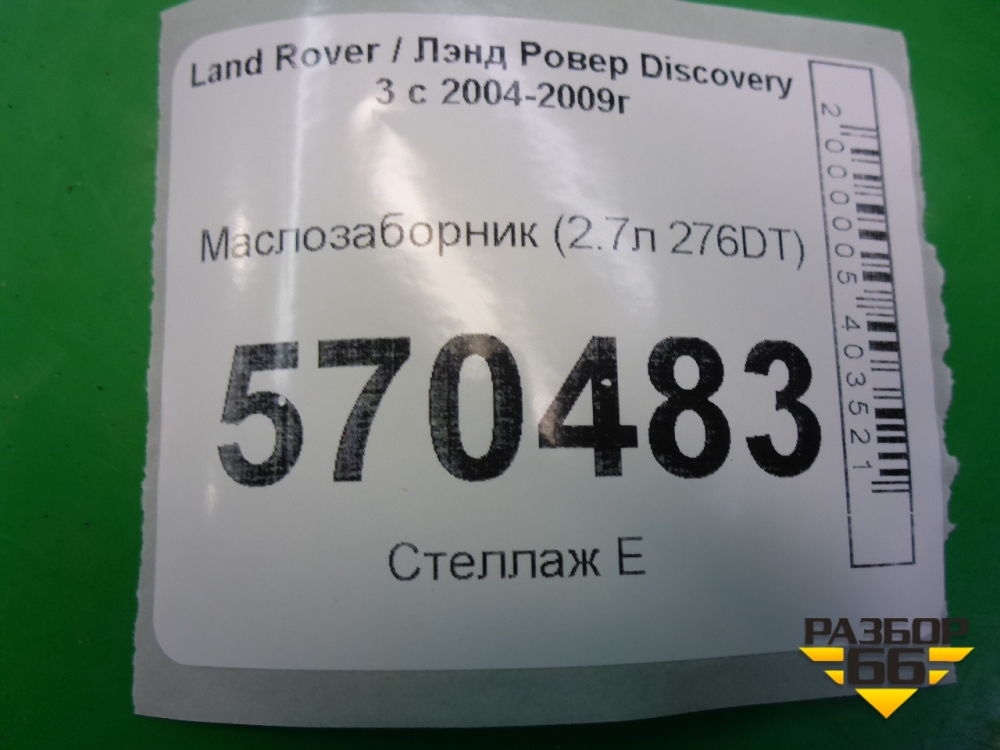 Land Rover / Лэнд Ровер Discovery
3 с 2004-2009г
Маслозаборник (2.7л 276DT)
570483
Стеллаж Е
2000005403521
РАЗБОР
66